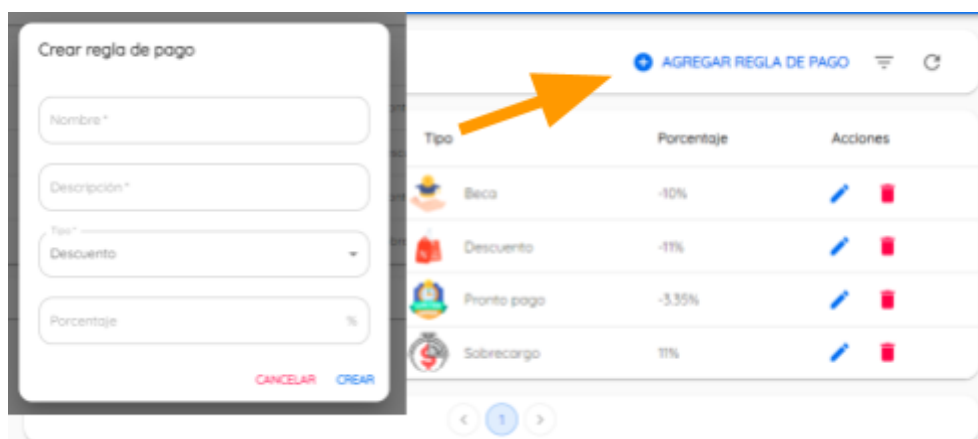 Crear regla de pago
Nombre *
Descripción *
Tipo *
Descuento
Porcentaje %
CANCELAR CREAR
AGREGAR REGLA DE PAGO
Tipo Porcentaje Acciones
Beca -10%
Descuento -11%
Pronto pago -3.35%
Sobrecargo 11%
1